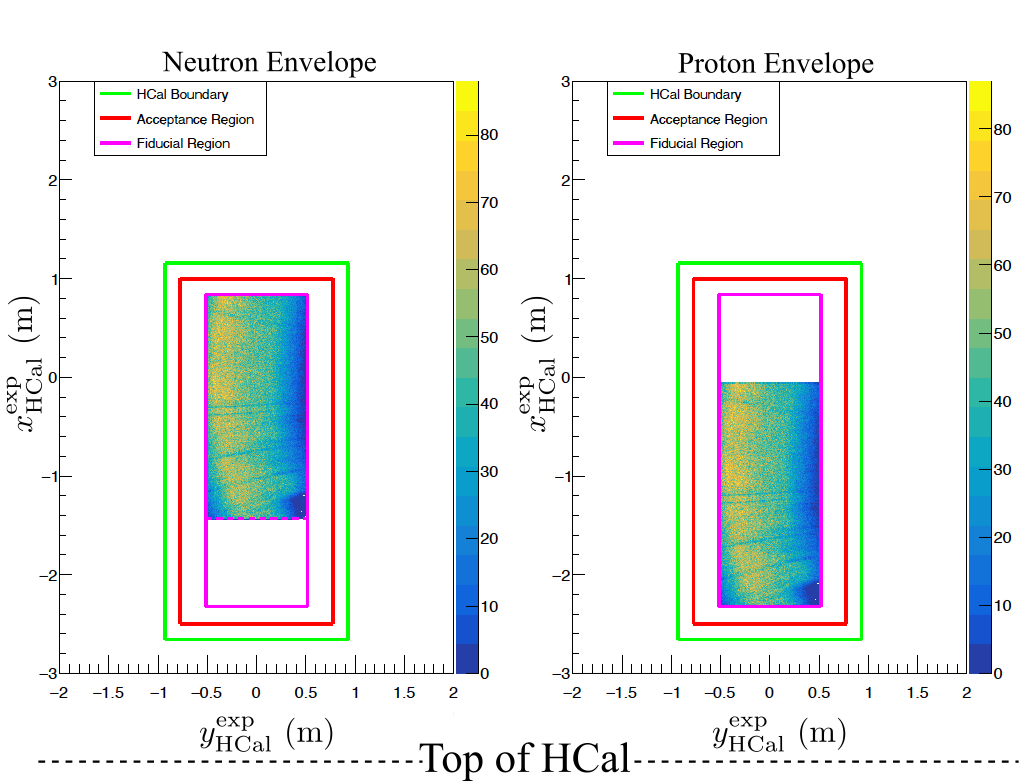 Neutron Envelope
Proton Envelope
HCal Boundary
Acceptance Region
Fiducial Region
HCal Boundary
Acceptance Region
Fiducial Region
3
2
1
0
−1
−2
−3
−2 −1.5 −1 −0.5 0 0.5 1 1.5 2
80
70
60
50
40
30
20
10
0
x^exp_HCal (m)
y^exp_HCal (m)
3
2
1
0
−1
−2
−3
−2 −1.5 −1 −0.5 0 0.5 1 1.5 2
80
70
60
50
40
30
20
10
0
x^exp_HCal (m)
y^exp_HCal (m)
Top of HCal